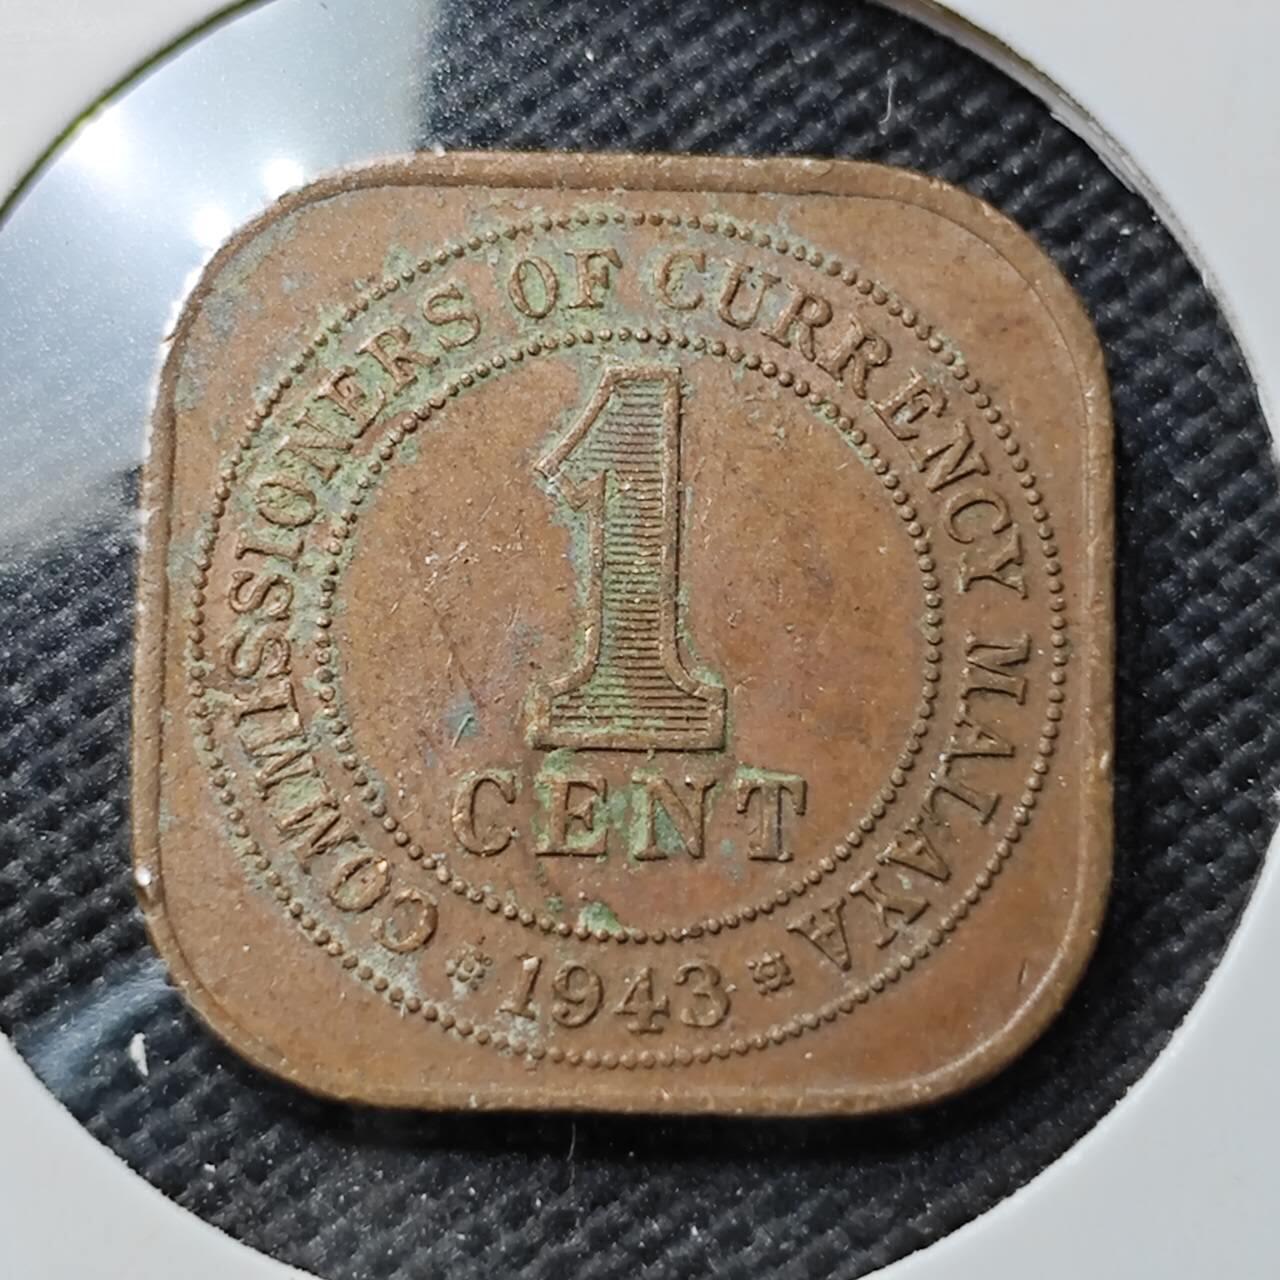 COMMISSIONERS OF CURRENCY MALAYA
1
CENT
1943